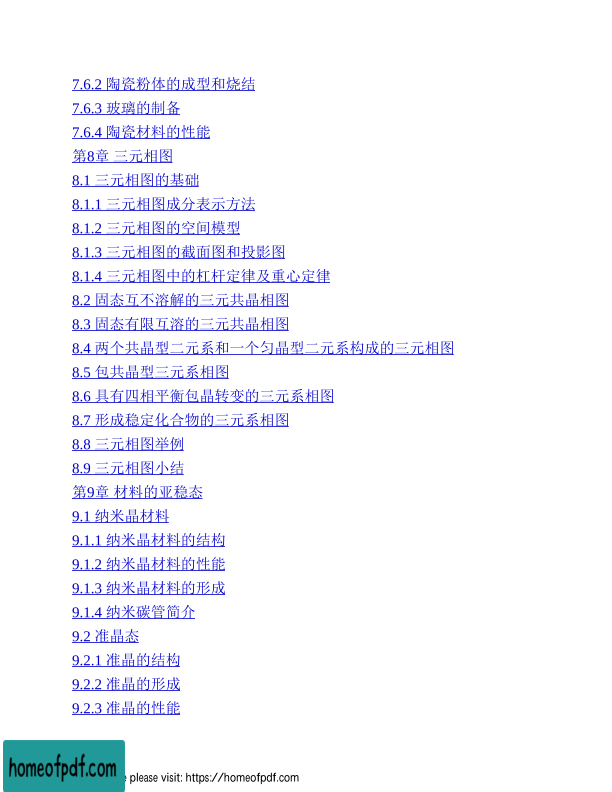 7.6.2 陶瓷粉体的成型和烧结
7.6.3 玻璃的制备
7.6.4 陶瓷材料的性能
第8章 三元相图
8.1 三元相图的基础
8.1.1 三元相图成分表示方法
8.1.2 三元相图的空间模型
8.1.3 三元相图的截面图和投影图
8.1.4 三元相图中的杠杆定律及重心定律
8.2 固态互不溶解的三元共晶相图
8.3 固态有限互溶的三元共晶相图
8.4 两个共晶型二元系和一个匀晶型二元系构成的三元相图
8.5 包共晶型三元系相图
8.6 具有四相平衡包晶转变的三元系相图
8.7 形成稳定化合物的三元系相图
8.8 三元相图举例
8.9 三元相图小结
第9章 材料的亚稳态
9.1 纳米晶材料
9.1.1 纳米晶材料的结构
9.1.2 纳米晶材料的性能
9.1.3 纳米晶材料的形成
9.1.4 纳米碳管简介
9.2 准晶态
9.2.1 准晶的结构
9.2.2 准晶的形成
9.2.3 准晶的性能
homeofpdf.com
please visit: https://homeofpdf.com